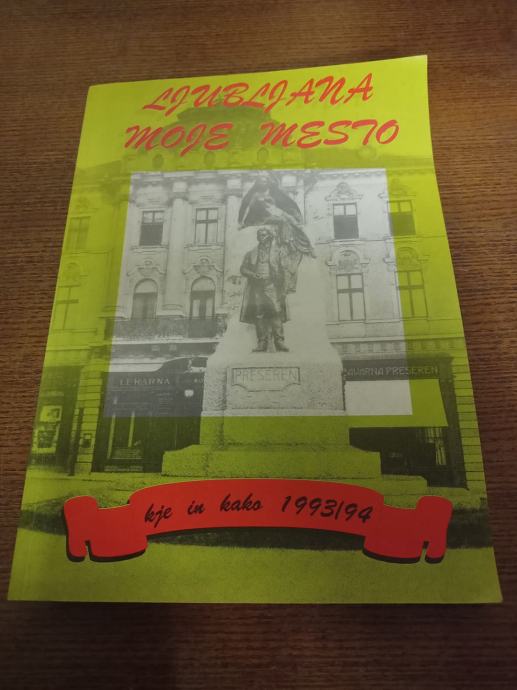 LJUBLJANA
MOJE MESTO
LEKARNA
PREŠEREN
KAVARNA PREŠEREN
kje in kako 1993/94